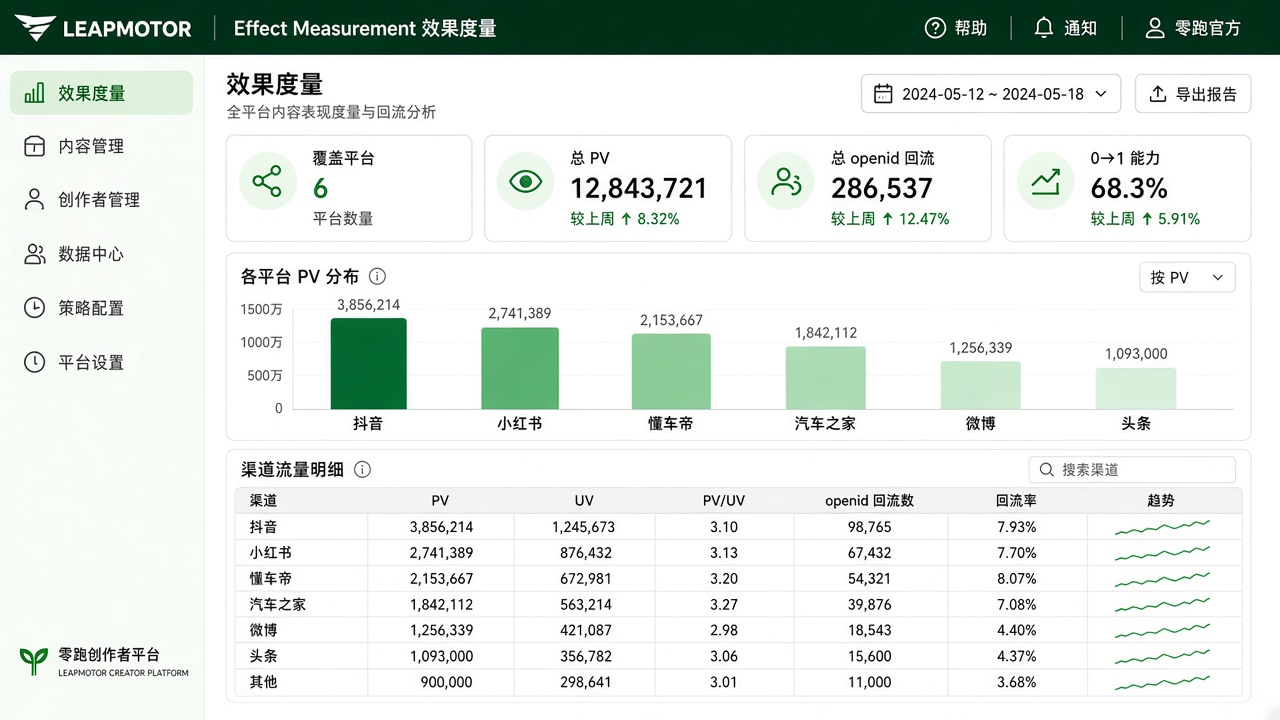 LEAPMOTOR
Effect Measurement 效果度量
帮助
通知
零跑官方
效果度量
内容管理
创作者管理
数据中心
策略配置
平台设置
零跑创作者平台
LEAPMOTOR CREATOR PLATFORM
效果度量
全平台内容表现度量与回流分析
2024-05-12 ~ 2024-05-18
导出报告
覆盖平台
6
平台数量
总 PV
12,843,721
较上周 ↑ 8.32%
总 openid 回流
286,537
较上周 ↑ 12.47%
0→1 能力
68.3%
较上周 ↑ 5.91%
各平台 PV 分布
按 PV
1500万
1000万
500万
0
3,856,214
2,741,389
2,153,667
1,842,112
1,256,339
1,093,000
抖音
小红书
懂车帝
汽车之家
微博
头条
渠道流量明细
搜索渠道
渠道 PV UV PV/UV openid 回流数 回流率 趋势
抖音 3,856,214 1,245,673 3.10 98,765 7.93%
小红书 2,741,389 876,432 3.13 67,432 7.70%
懂车帝 2,153,667 672,981 3.20 54,321 8.07%
汽车之家 1,842,112 563,214 3.27 39,876 7.08%
微博 1,256,339 421,087 2.98 18,543 4.40%
头条 1,093,000 356,782 3.06 15,600 4.37%
其他 900,000 298,641 3.01 11,000 3.68%